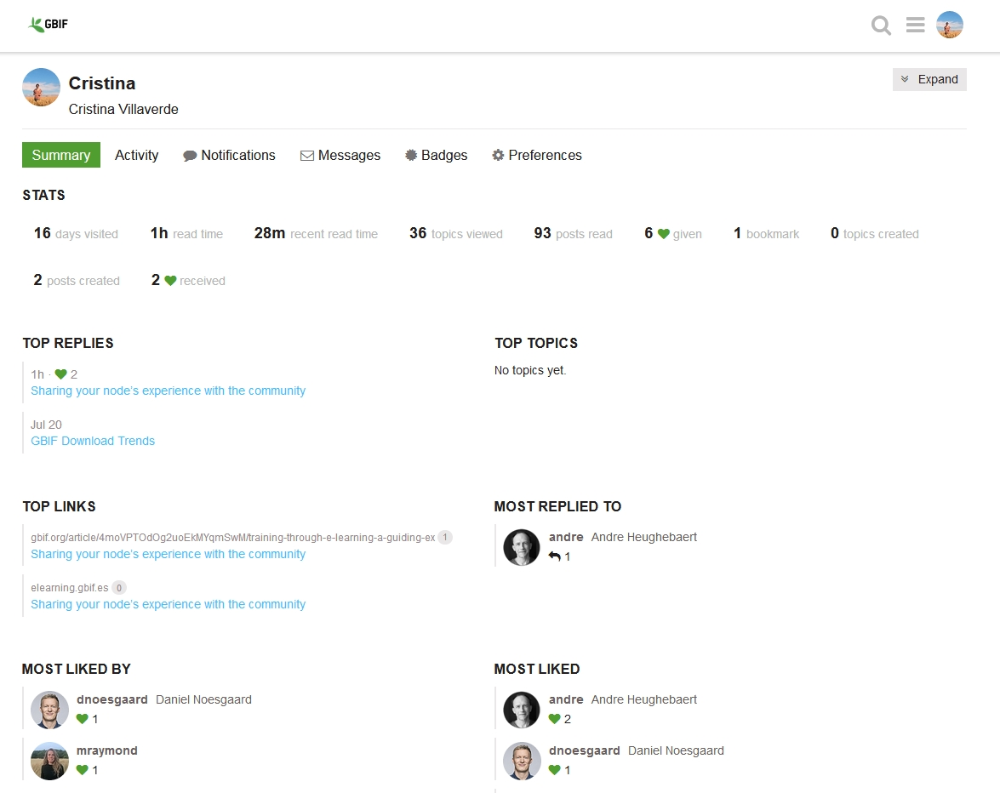 GBIF
Cristina
Expand
Cristina Villaverde
Summary Activity Notifications Messages Badges Preferences
STATS
16 days visited 1h read time 28m recent read time 36 topics viewed 93 posts read 6 given 1 bookmark 0 topics created
2 posts created 2 received
TOP REPLIES
1h · 2
Sharing your node's experience with the community
Jul 20
GBIF Download Trends
TOP TOPICS
No topics yet.
TOP LINKS
gbif.org/article/4moVPTOdOg2uoEkMYqmSwM/training-through-e-learning-a-guiding-ex 1
Sharing your node's experience with the community
elearning.gbif.es 0
Sharing your node's experience with the community
MOST REPLIED TO
andre Andre Heughebaert
1
MOST LIKED BY
dnoesgaard Daniel Noesgaard
1
mraymond
1
MOST LIKED
andre Andre Heughebaert
2
dnoesgaard Daniel Noesgaard
1